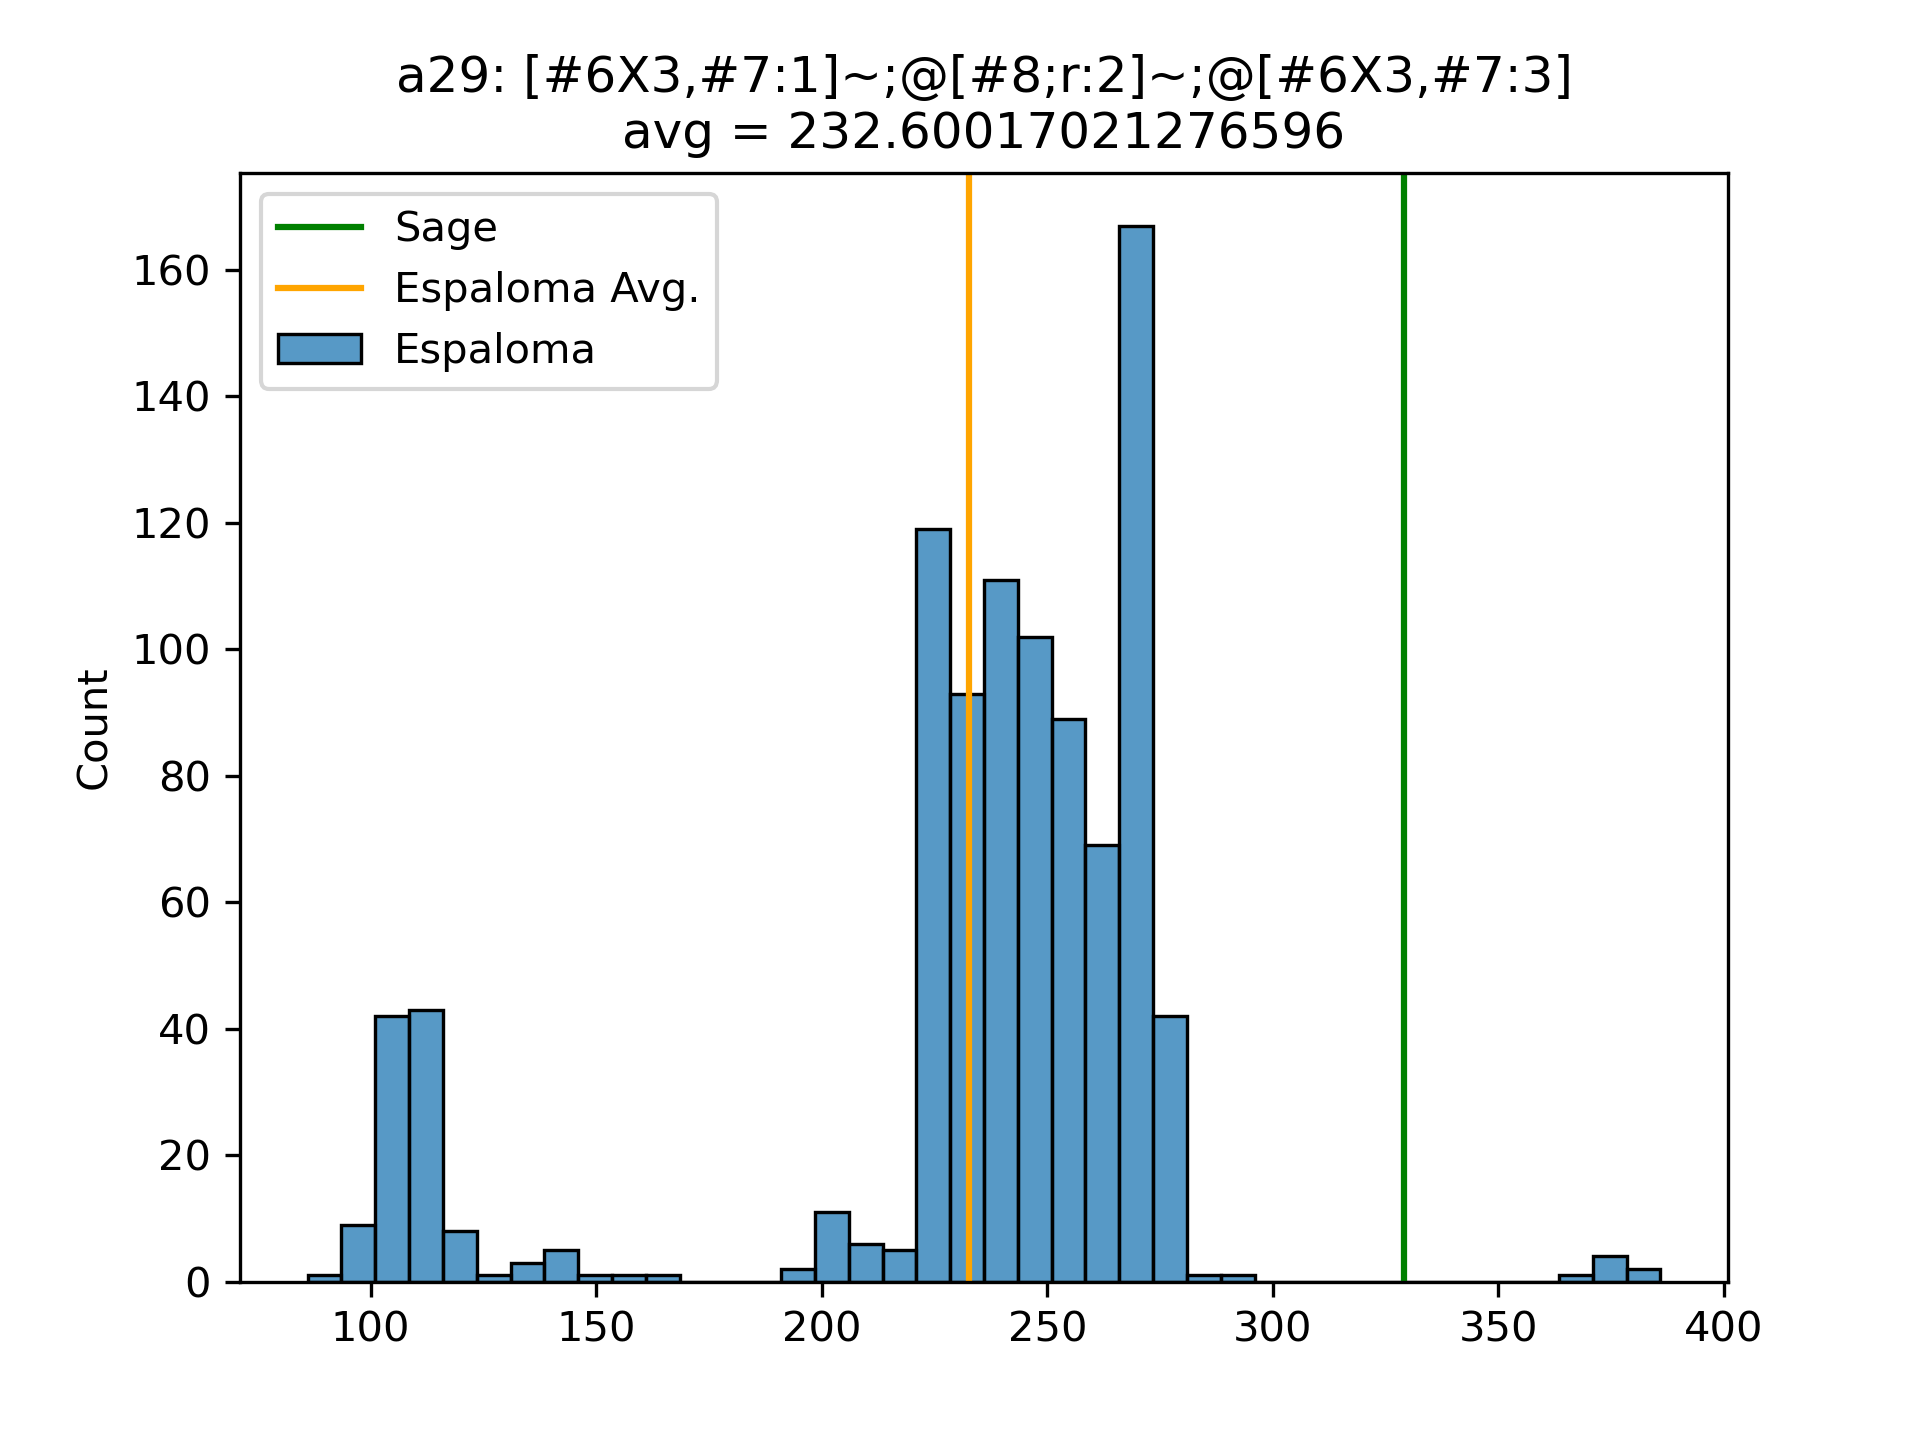 a29: [#6X3,#7:1]~;@[#8;r:2]~;@[#6X3,#7:3]
avg = 232.60017021276596
Sage
Espaloma Avg.
Espaloma
160
140
120
100
80
60
40
20
0
Count
100 150 200 250 300 350 400